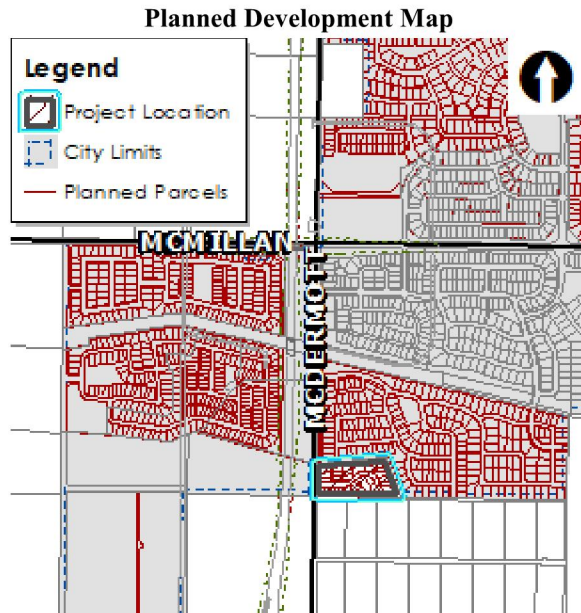 Planned Development Map
Legend
Project Location
City Limits
Planned Parcels
MCMILLAN
MCDERMOTT